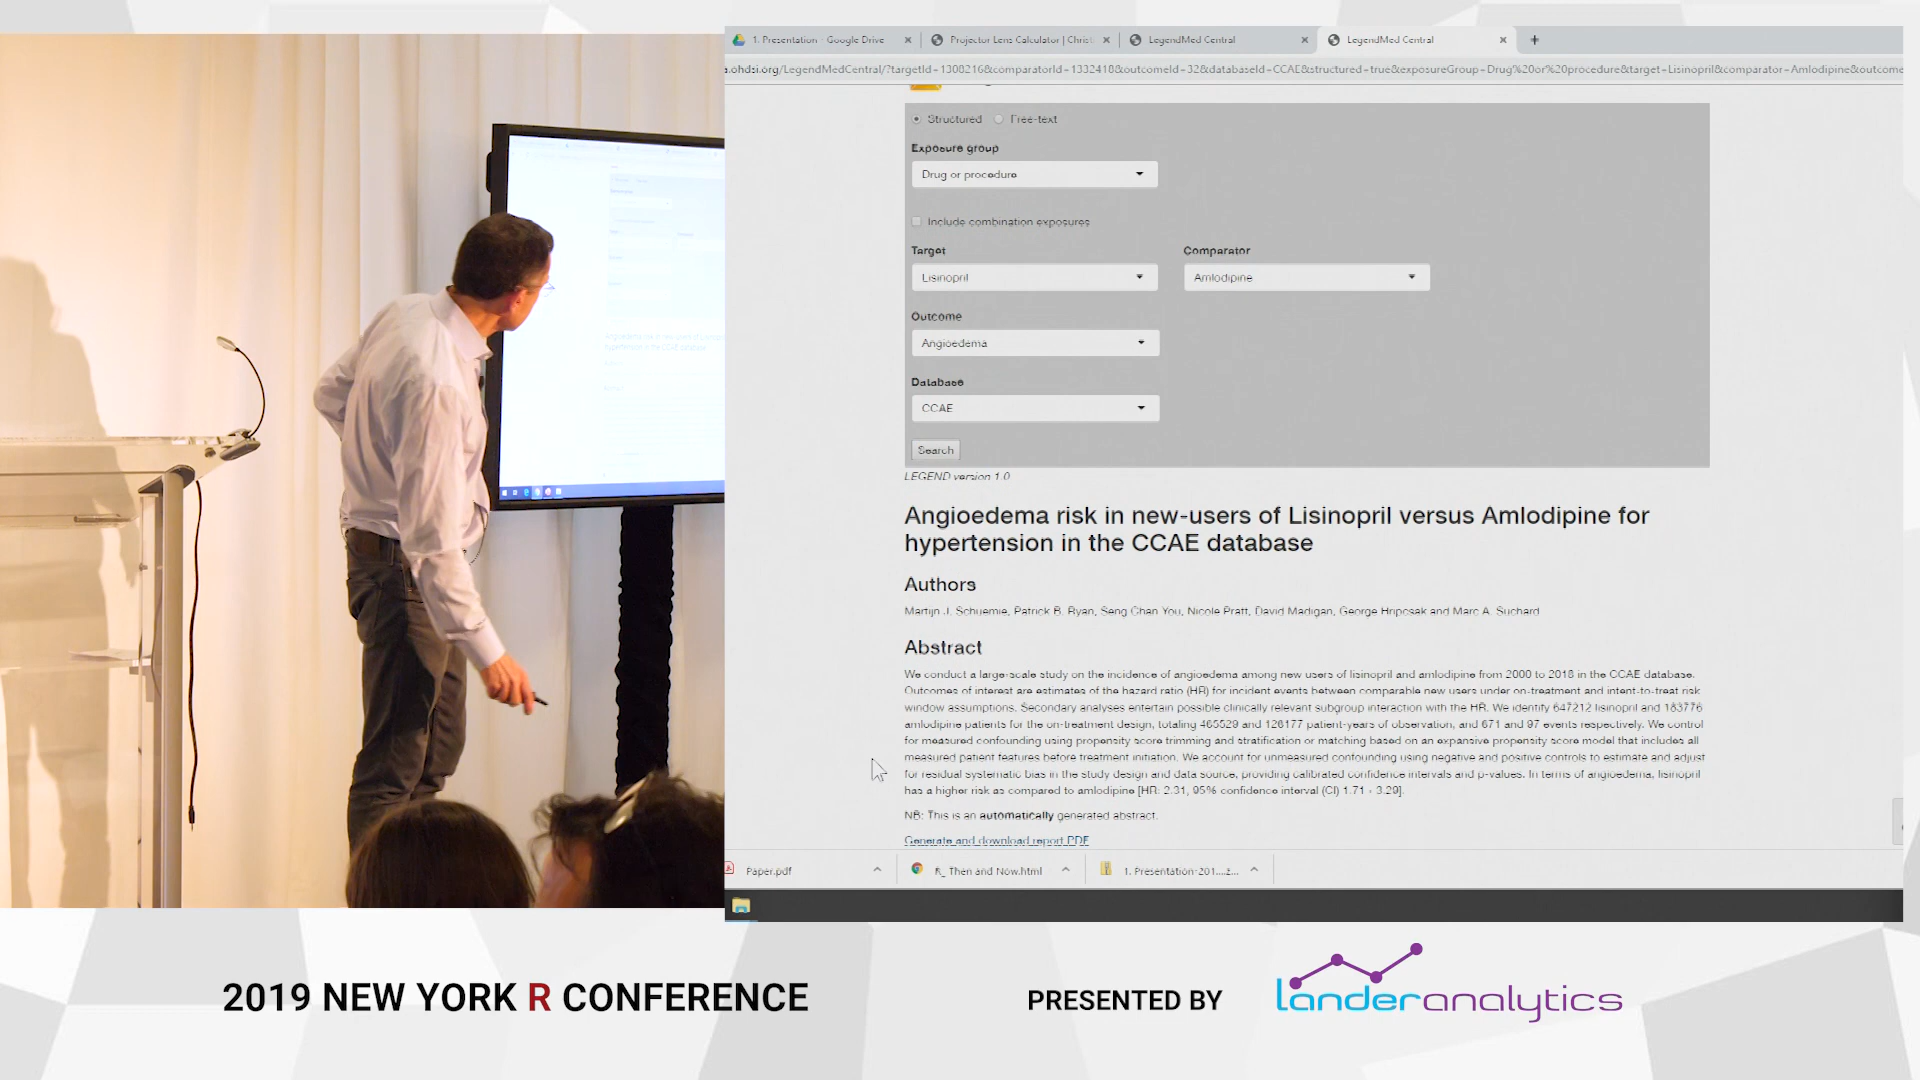 1. Presentation - Google Drive
Projector Lens Calculator | Christi
LegendMed Central
LegendMed Central
a.ohdsi.org/LegendMedCentral/?targetId=1308216&comparatorId=1332418&outcomeId=32&databaseId=CCAE&structured=true&exposureGroup=Drug%20or%20procedure&target=Lisinopril&comparator=Amlodipine&outcome
Structured
Free-text
Exposure group
Drug or procedure
Include combination exposures
Target
Comparator
Lisinopril
Amlodipine
Outcome
Angioedema
Database
CCAE
Search
LEGEND version 1.0
Angioedema risk in new-users of Lisinopril versus Amlodipine for
hypertension in the CCAE database
Authors
Martijn J. Schuemie, Patrick B. Ryan, Seng Chan You, Nicole Pratt, David Madigan, George Hripcsak and Marc A. Suchard
Abstract
We conduct a large-scale study on the incidence of angioedema among new users of lisinopril and amlodipine from 2000 to 2018 in the CCAE database.
Outcomes of interest are estimates of the hazard ratio (HR) for incident events between comparable new users under on-treatment and intent-to-treat risk
window assumptions. Secondary analyses entertain possible clinically relevant subgroup interaction with the HR. We identify 647212 lisinopril and 183776
amlodipine patients for the on-treatment design, totaling 465529 and 126177 patient-years of observation, and 671 and 97 events respectively. We control
for measured confounding using propensity score trimming and stratification or matching based on an expansive propensity score model that includes all
measured patient features before treatment initiation. We account for unmeasured confounding using negative and positive controls to estimate and adjust
for residual systematic bias in the study design and data source, providing calibrated confidence intervals and p-values. In terms of angioedema, lisinopril
has a higher risk as compared to amlodipine [HR: 2.31, 95% confidence interval (CI) 1.71 - 3.29].
NB: This is an automatically generated abstract.
Generate and download report PDF
Paper.pdf
R_ Then and Now.html
1. Presentation-201....z...
2019 NEW YORK R CONFERENCE
PRESENTED BY
landeranalytics